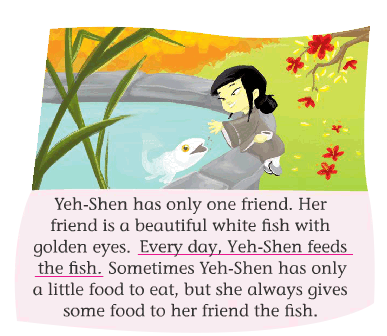 Yeh-Shen has only one friend. Her
friend is a beautiful white fish with
golden eyes. Every day, Yeh-Shen feeds
the fish. Sometimes Yeh-Shen has only
a little food to eat, but she always gives
some food to her friend the fish.